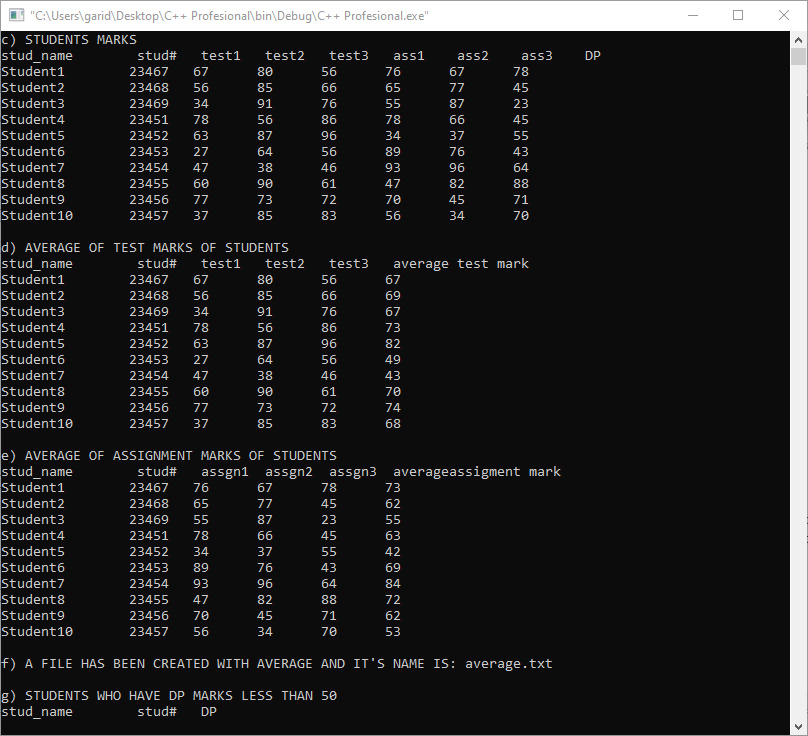 "C:\Users\garid\Desktop\C++ Profesional\bin\Debug\C++ Profesional.exe"
c) STUDENTS MARKS
stud_name        stud#   test1   test2   test3   ass1    ass2    ass3    DP
Student1        23467   67      80      56      76      67      78
Student2        23468   56      85      66      65      77      45
Student3        23469   34      91      76      55      87      23
Student4        23451   78      56      86      78      66      45
Student5        23452   63      87      96      34      37      55
Student6        23453   27      64      56      89      76      43
Student7        23454   47      38      46      93      96      64
Student8        23455   60      90      61      47      82      88
Student9        23456   77      73      72      70      45      71
Student10       23457   37      85      83      56      34      70
d) AVERAGE OF TEST MARKS OF STUDENTS
stud_name        stud#   test1   test2   test3   average test mark
Student1        23467   67      80      56      67
Student2        23468   56      85      66      69
Student3        23469   34      91      76      67
Student4        23451   78      56      86      73
Student5        23452   63      87      96      82
Student6        23453   27      64      56      49
Student7        23454   47      38      46      43
Student8        23455   60      90      61      70
Student9        23456   77      73      72      74
Student10       23457   37      85      83      68
e) AVERAGE OF ASSIGNMENT MARKS OF STUDENTS
stud_name        stud#   assgn1  assgn2  assgn3  averageassigment mark
Student1        23467   76      67      78      73
Student2        23468   65      77      45      62
Student3        23469   55      87      23      55
Student4        23451   78      66      45      63
Student5        23452   34      37      55      42
Student6        23453   89      76      43      69
Student7        23454   93      96      64      84
Student8        23455   47      82      88      72
Student9        23456   70      45      71      62
Student10       23457   56      34      70      53
f) A FILE HAS BEEN CREATED WITH AVERAGE AND IT'S NAME IS: average.txt
g) STUDENTS WHO HAVE DP MARKS LESS THAN 50
stud_name        stud#   DP